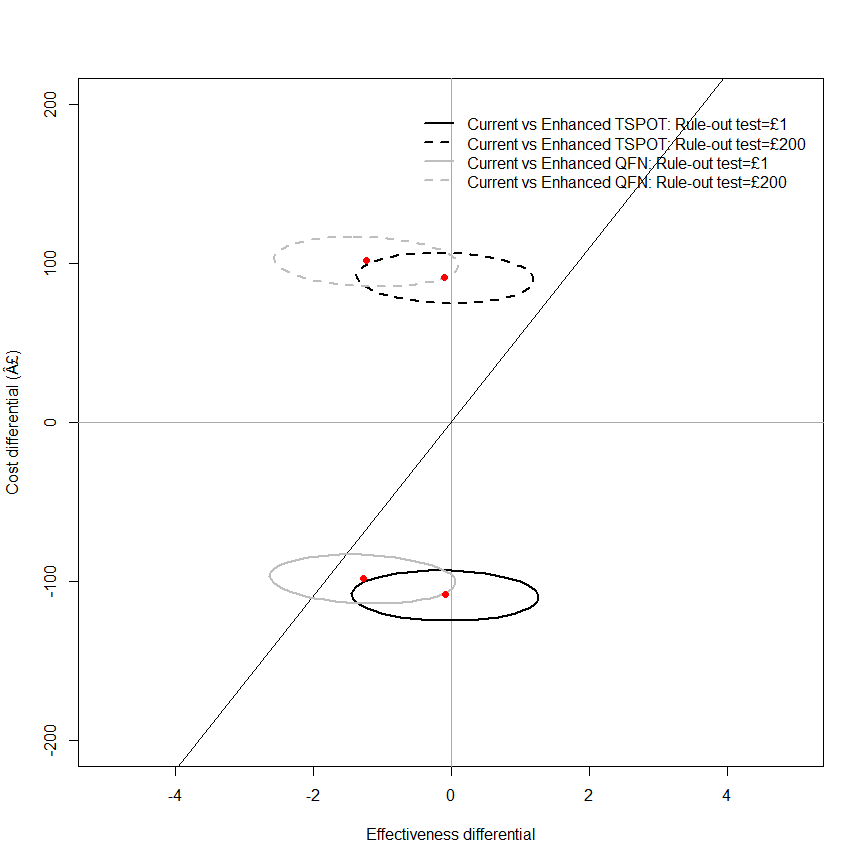 Current vs Enhanced TSPOT: Rule-out test=£1
Current vs Enhanced TSPOT: Rule-out test=£200
Current vs Enhanced QFN: Rule-out test=£1
Current vs Enhanced QFN: Rule-out test=£200
200
100
0
-100
-200
Cost differential (Â£)
-4
-2
0
2
4
Effectiveness differential